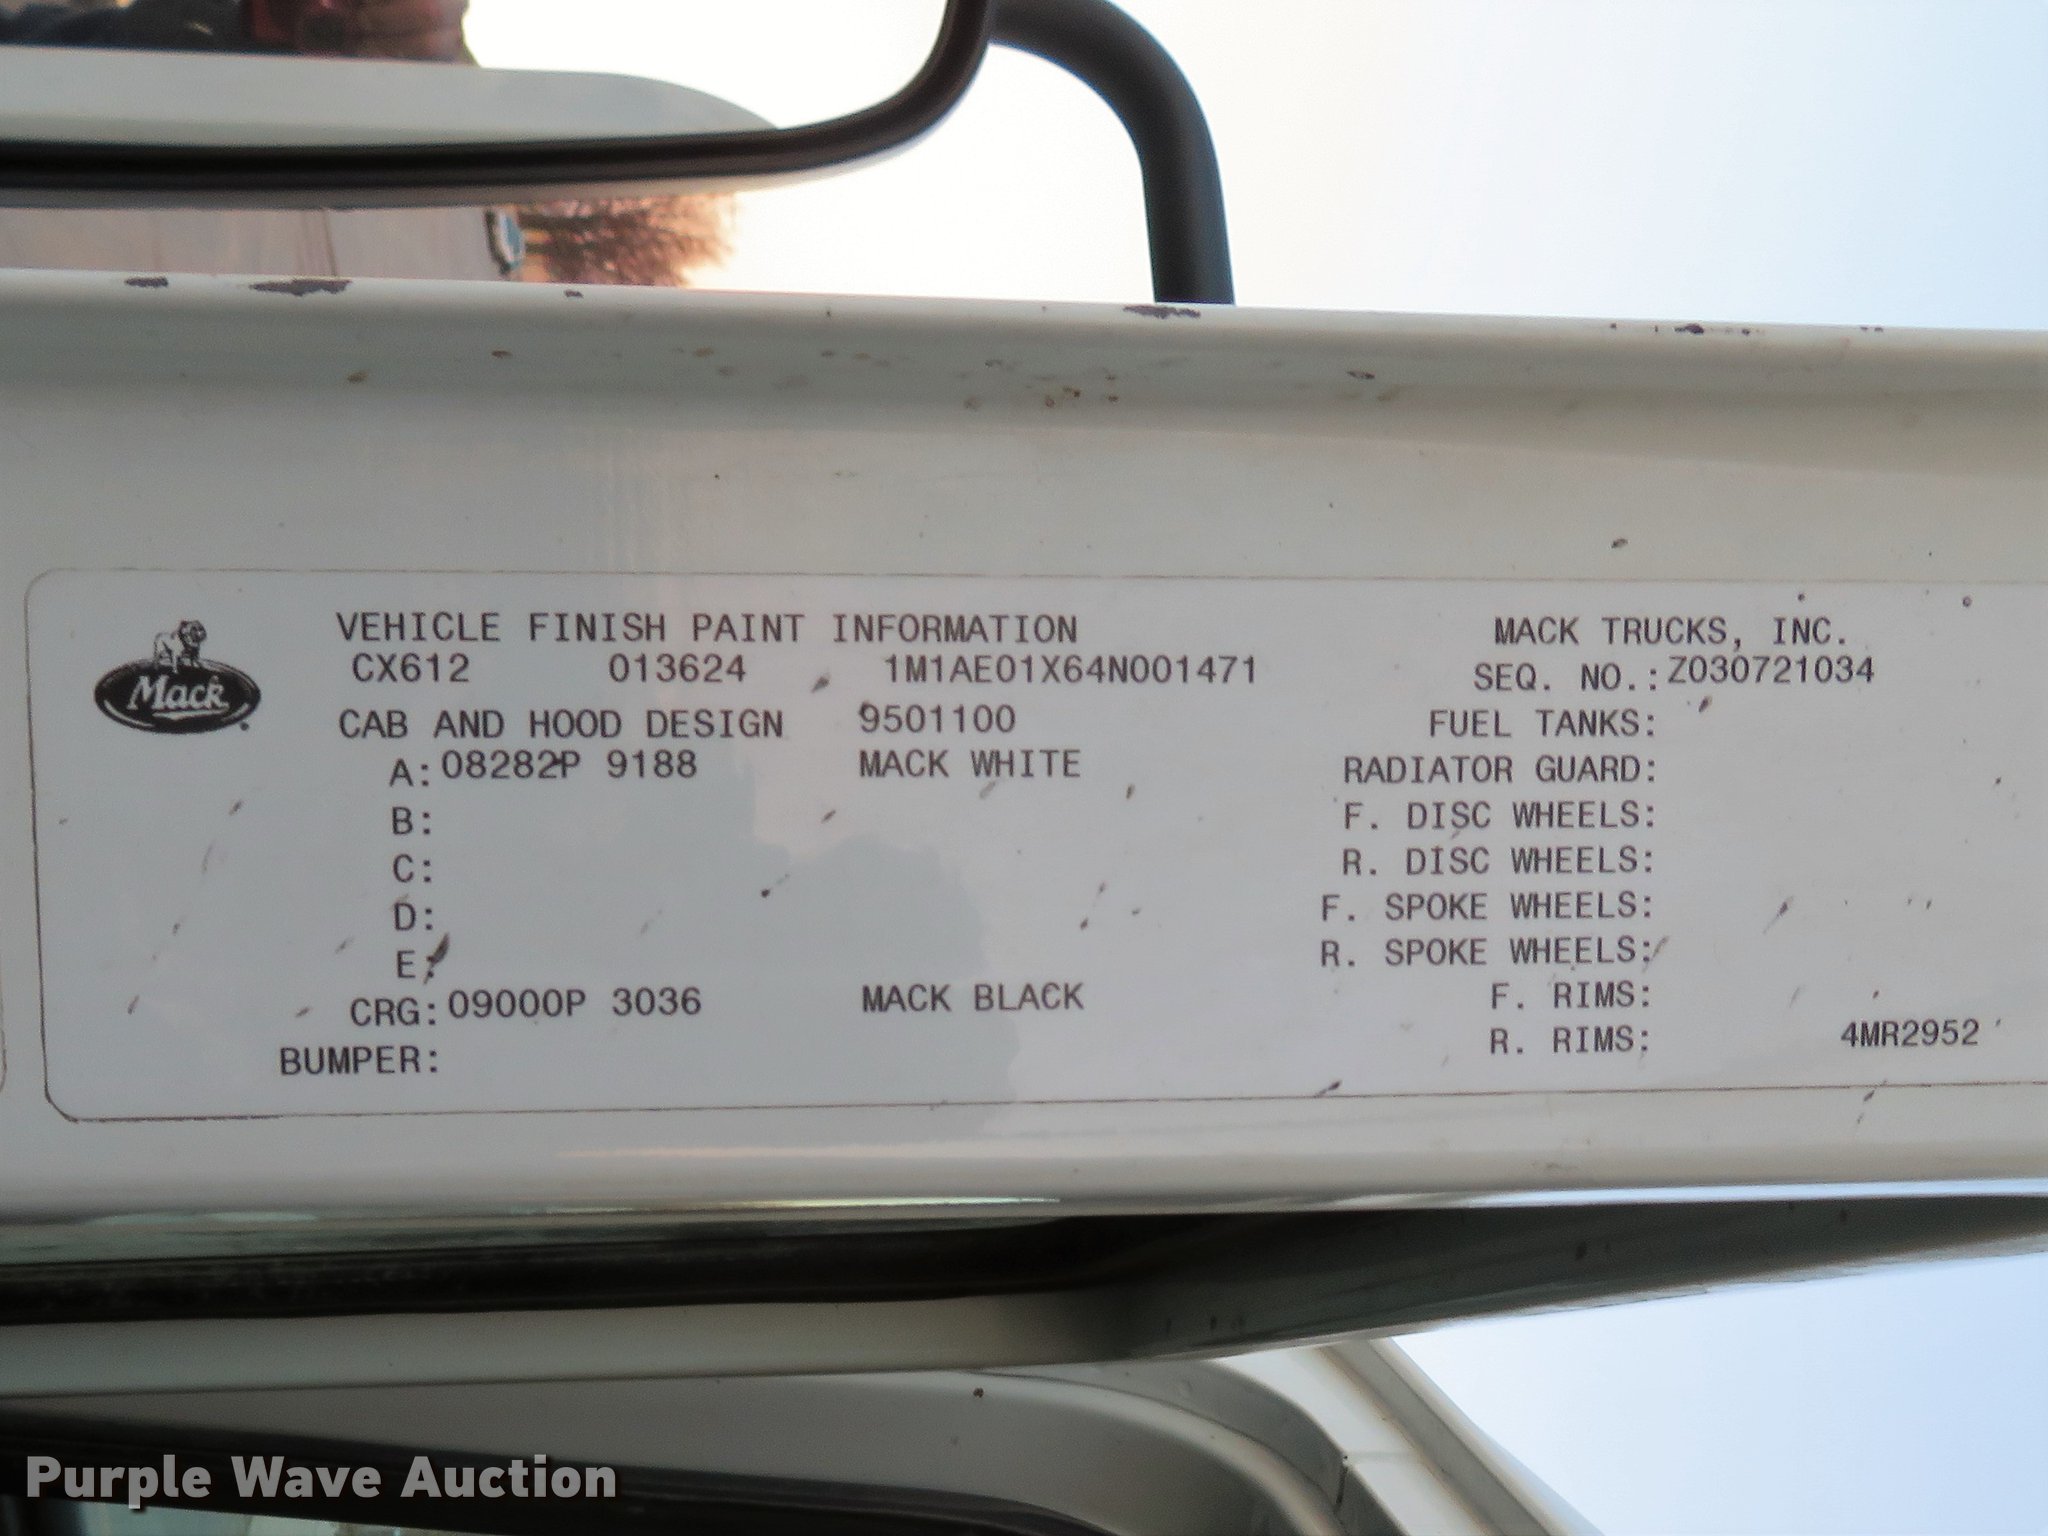 Mack
VEHICLE FINISH PAINT INFORMATION
MACK TRUCKS, INC.
CX612 013624 1M1AE01X64N001471
SEQ. NO.: Z030721034
CAB AND HOOD DESIGN 9501100
FUEL TANKS:
A: 08282P 9188 MACK WHITE
RADIATOR GUARD:
B:
F. DISC WHEELS:
C:
R. DISC WHEELS:
D:
F. SPOKE WHEELS:
E:
R. SPOKE WHEELS:
CRG: 09000P 3036 MACK BLACK
F. RIMS:
BUMPER:
R. RIMS:
4MR2952
Purple Wave Auction